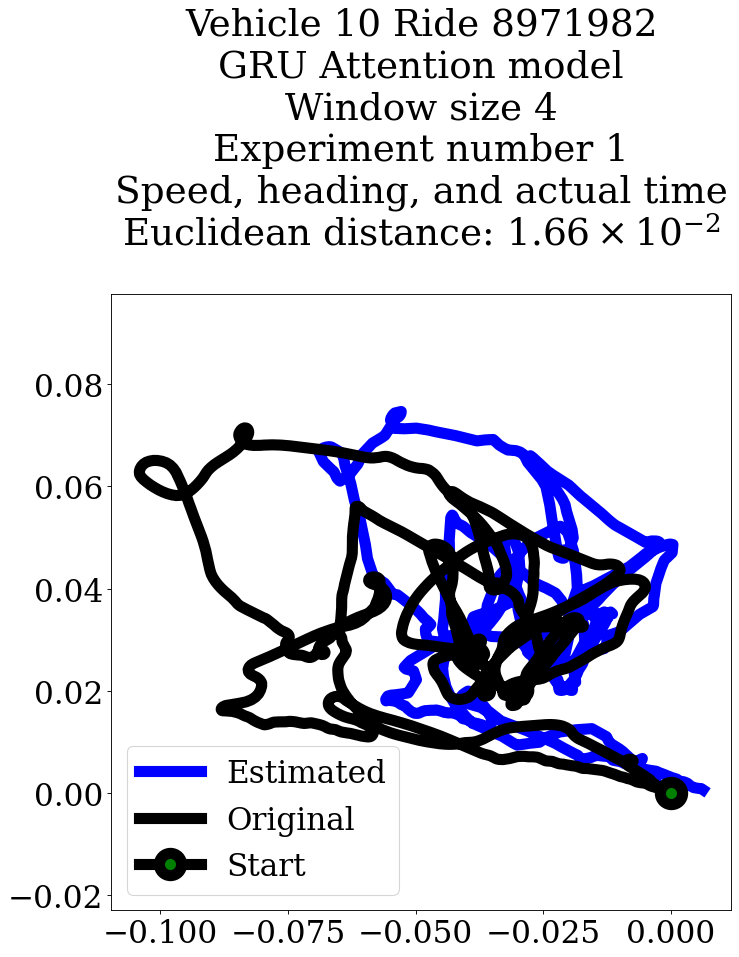 Vehicle 10 Ride 8971982
GRU Attention model
Window size 4
Experiment number 1
Speed, heading, and actual time
Euclidean distance: 1.66 × 10⁻²
0.08
0.06
0.04
0.02
0.00
−0.02
Estimated
Original
Start
−0.100 −0.075 −0.050 −0.025 0.000